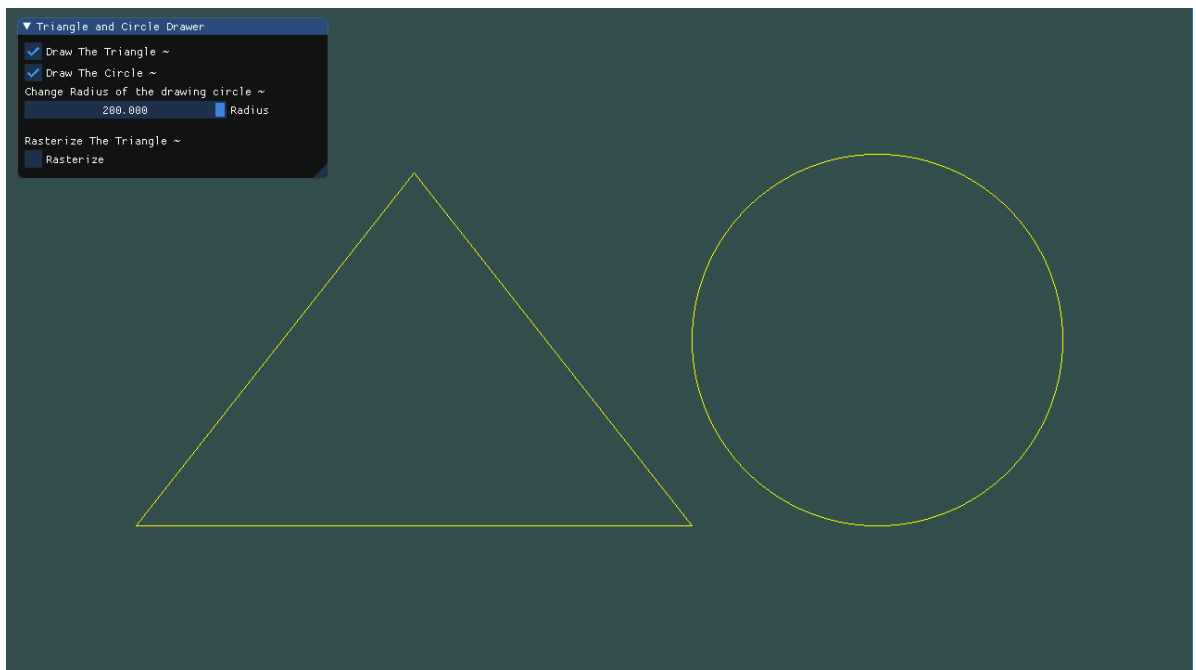 Triangle and Circle Drawer
Draw The Triangle ~
Draw The Circle ~
Change Radius of the drawing circle ~
200.000 Radius
Rasterize The Triangle ~
Rasterize